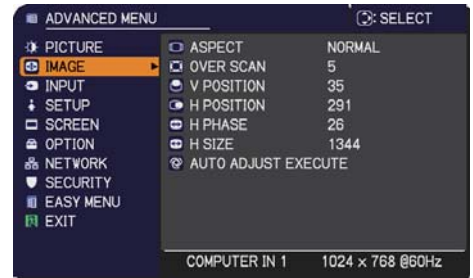 ADVANCED MENU : SELECT
PICTURE
IMAGE
INPUT
SETUP
SCREEN
OPTION
NETWORK
SECURITY
EASY MENU
EXIT
ASPECT NORMAL
OVER SCAN 5
V POSITION 35
H POSITION 291
H PHASE 26
H SIZE 1344
AUTO ADJUST EXECUTE
COMPUTER IN 1 1024 x 768 @60Hz